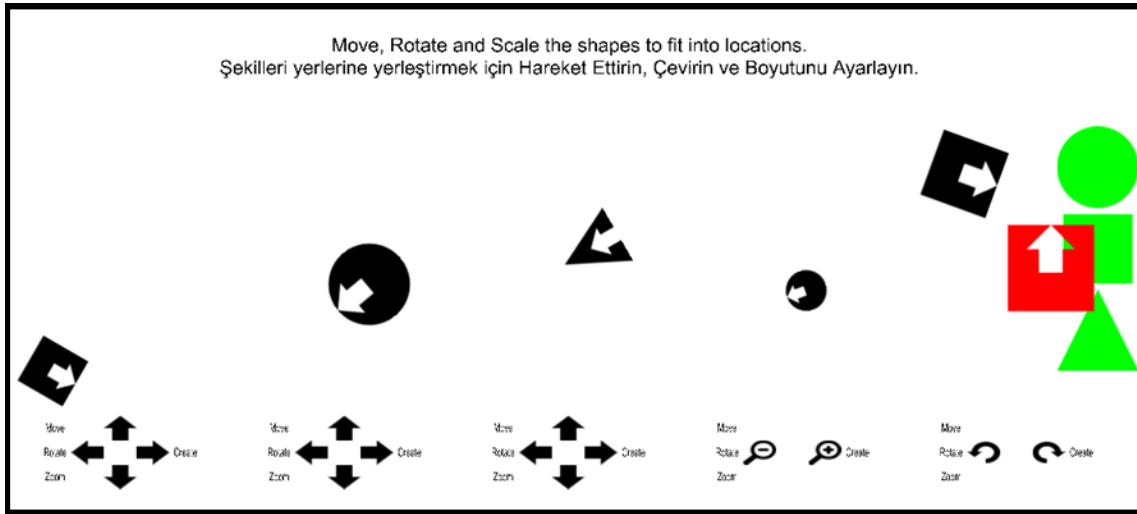 Move, Rotate and Scale the shapes to fit into locations.
Şekilleri yerlerine yerleştirmek için Hareket Ettirin, Çevirin ve Boyutunu Ayarlayın.
Move Move Move Move Move
Rotate Create Rotate Create Rotate Create Rotate Create Rotate Create
Zoom Zoom Zoom Zoom Zoom